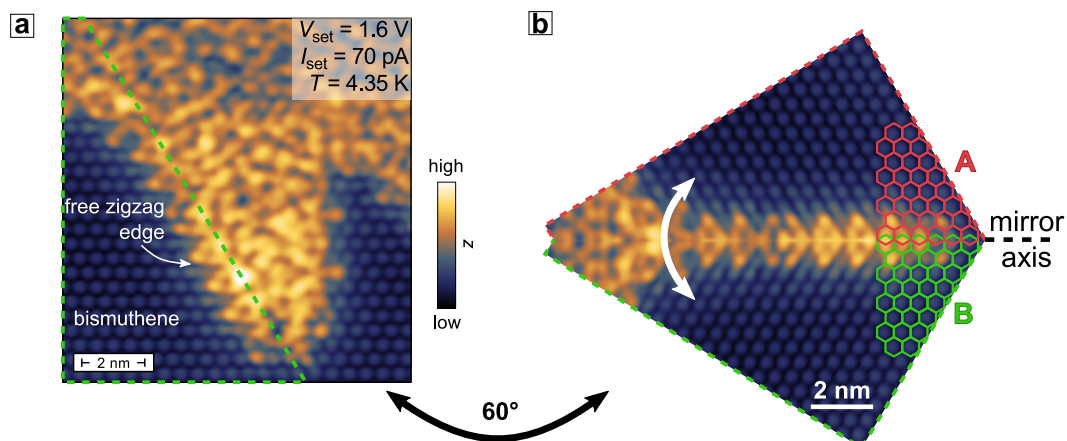 a
V_set = 1.6 V
I_set = 70 pA
T = 4.35 K
high
z
low
free zigzag
edge
bismuthene
2 nm
60°
b
A
mirror
axis
B
2 nm